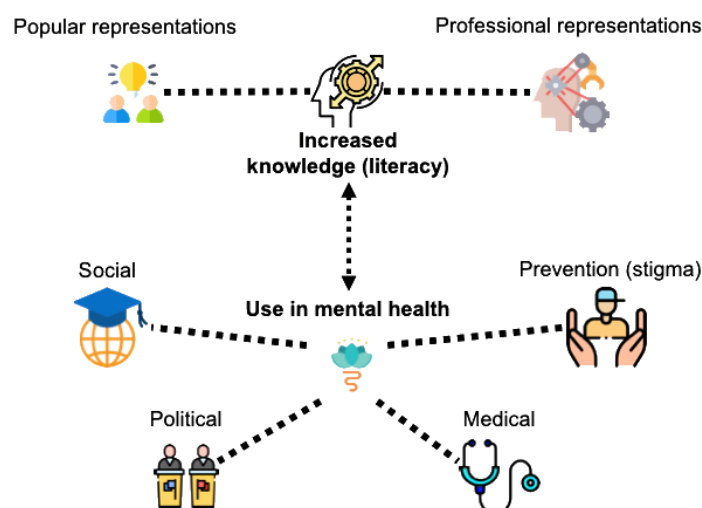 Popular representations
Professional representations
Increased
knowledge (literacy)
Social
Prevention (stigma)
Use in mental health
Political
Medical